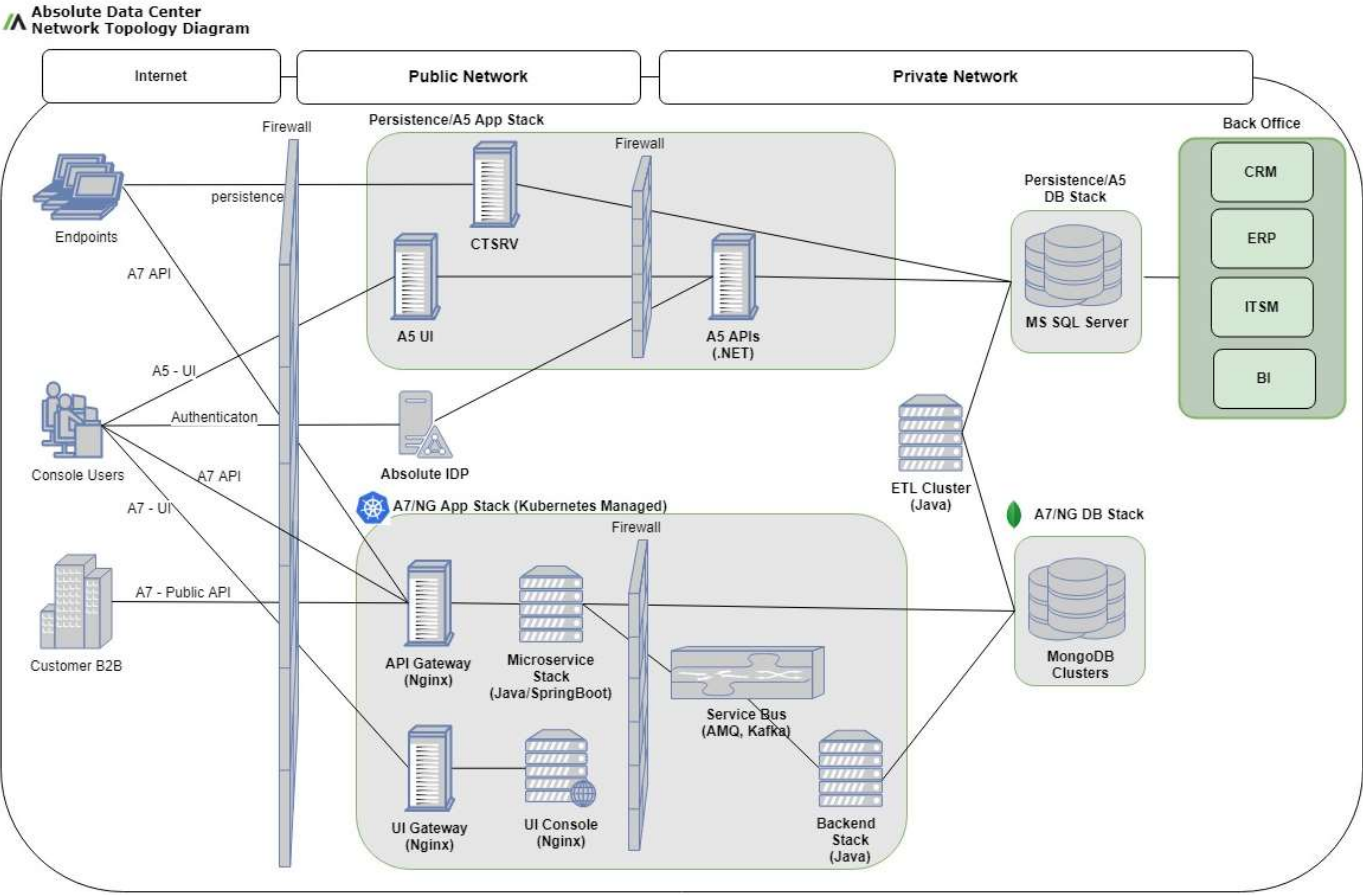 Absolute Data Center
Network Topology Diagram
Internet
Public Network
Private Network
Firewall
Persistence/A5 App Stack
Firewall
Back Office
Endpoints
persistence
A7 API
CTSRV
A5 UI
A5 APIs
(.NET)
Persistence/A5
DB Stack
MS SQL Server
CRM
ERP
ITSM
BI
A5 - UI
Authenticaton
Console Users
A7 API
A7 - UI
Absolute IDP
ETL Cluster
(Java)
A7/NG App Stack (Kubernetes Managed)
Firewall
A7/NG DB Stack
A7 - Public API
Customer B2B
API Gateway
(Nginx)
Microservice
Stack
(Java/SpringBoot)
Service Bus
(AMQ, Kafka)
MongoDB
Clusters
UI Gateway
(Nginx)
UI Console
(Nginx)
Backend
Stack
(Java)